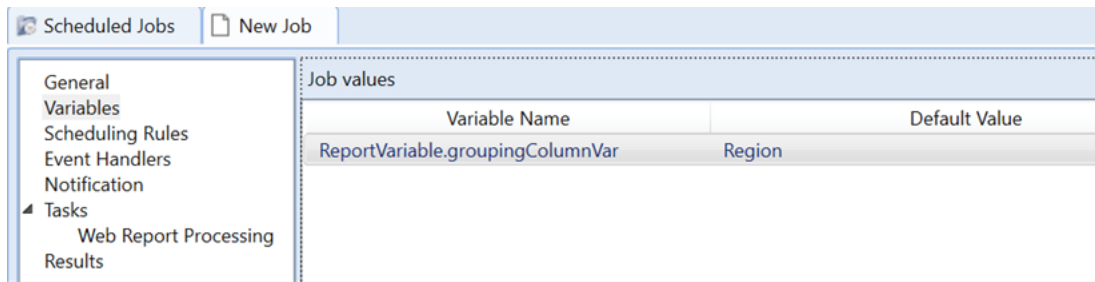 Scheduled Jobs
New Job
General
Variables
Scheduling Rules
Event Handlers
Notification
Tasks
Web Report Processing
Results
Job values
Variable Name Default Value
ReportVariable.groupingColumnVar Region